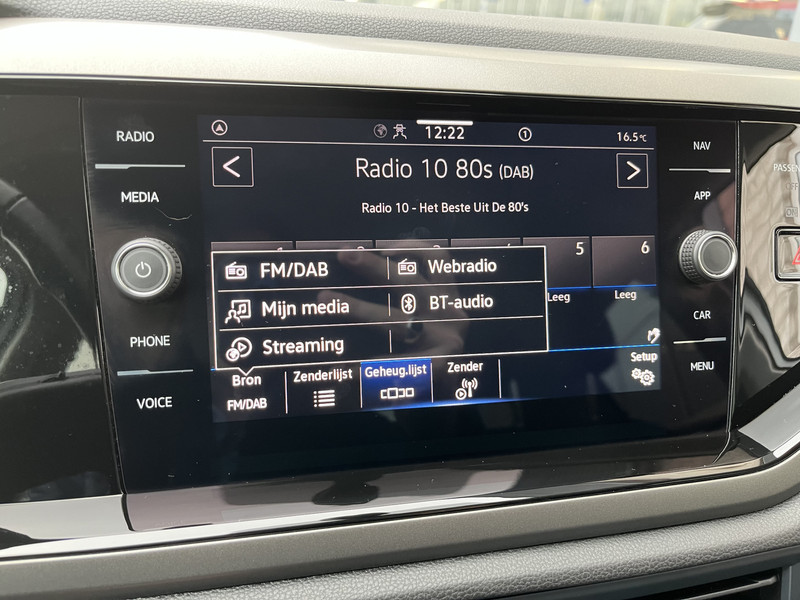 RADIO
MEDIA
PHONE
VOICE
12:22
1
16.5°C
Radio 10 80s (DAB)
Radio 10 - Het Beste Uit De 80's
5
6
Leeg
Leeg
FM/DAB
Webradio
Mijn media
BT-audio
Streaming
Bron
FM/DAB
Zenderlijst
Geheug.lijst
Zender
Setup
NAV
APP
CAR
MENU